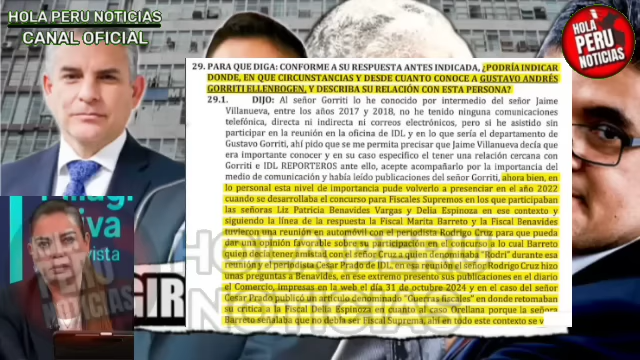 HOLA PERU NOTICIAS
CANAL OFICIAL
HOLA
PERU
NOTICIAS
29. PARA QUE DIGA: CONFORME A SU RESPUESTA ANTES INDICADA, ¿PODRÍA INDICAR
DONDE, EN QUE CIRCUNSTANCIAS Y DESDE CUANTO CONOCE A GUSTAVO ANDRÉS
GORRITI ELLENBOGEN, Y DESCRIBA SU RELACIÓN CON ESTA PERSONA?
29.1. DIJO: Al señor Gorriti lo he conocido por intermedio del señor Jaime
Villanueva, entre los años 2017 y 2018, no he tenido ninguna comunicaciones
telefónica, directa ni indirecta ni correos electrónicos, pero si he asistido sin
participar en la reunión en la oficina de IDL y en lo que sería el departamento de
Gustavo Gorriti, ahí pido que se me permita precisar que Jaime Villanueva decía que
era importante conocer y en su caso específico el tener una relación cercana con
Gorriti e IDL REPORTEROS ante ello, acepte acompañarlo por la importancia del
medio de comunicación y había leído publicaciones del señor Gorriti, ahora bien, en
lo personal esta nivel de importancia pude volverlo a presenciar en el año 2022
cuando se desarrollaba el concurso para Fiscales Supremos en los que participaban
las señoras Liz Patricia Benavides Vargas y Delia Espinoza en ese contexto y
siguiendo la línea de la respuesta la Fiscal Marita Barreto y la Fiscal Benavides
tuvieron una reunión en automóvil con el periodista Rodrigo Cruz para que pueda
dar una opinión favorable sobre su participación en el concurso a lo cual Barreto
quien decía tener amistad con el señor Cruz a quien denominaba "Rodri" durante esa
reunión y el periodista Cesar Prado de IDL, en esa reunión el señor Rodrigo Cruz hizo
unas preguntas a Benavides, en ese extremo presento sus publicaciones en el diario
el Comercio, impresas en la web el día 31 de octubre 2024 y en el caso del señor
Cesar Prado publicó un artículo denominado "Guerras fiscales" en donde retomaban
su critica a la Fiscal Delia Espinoza en cuanto al caso Orellana porque la señora
Barreto señalaba que no debía ser Fiscal Suprema, ahí en todo este contexto se v
iva
vista
GIR
HOLA PERU
NOTICIAS
HOLA
PERU
NOTICIAS